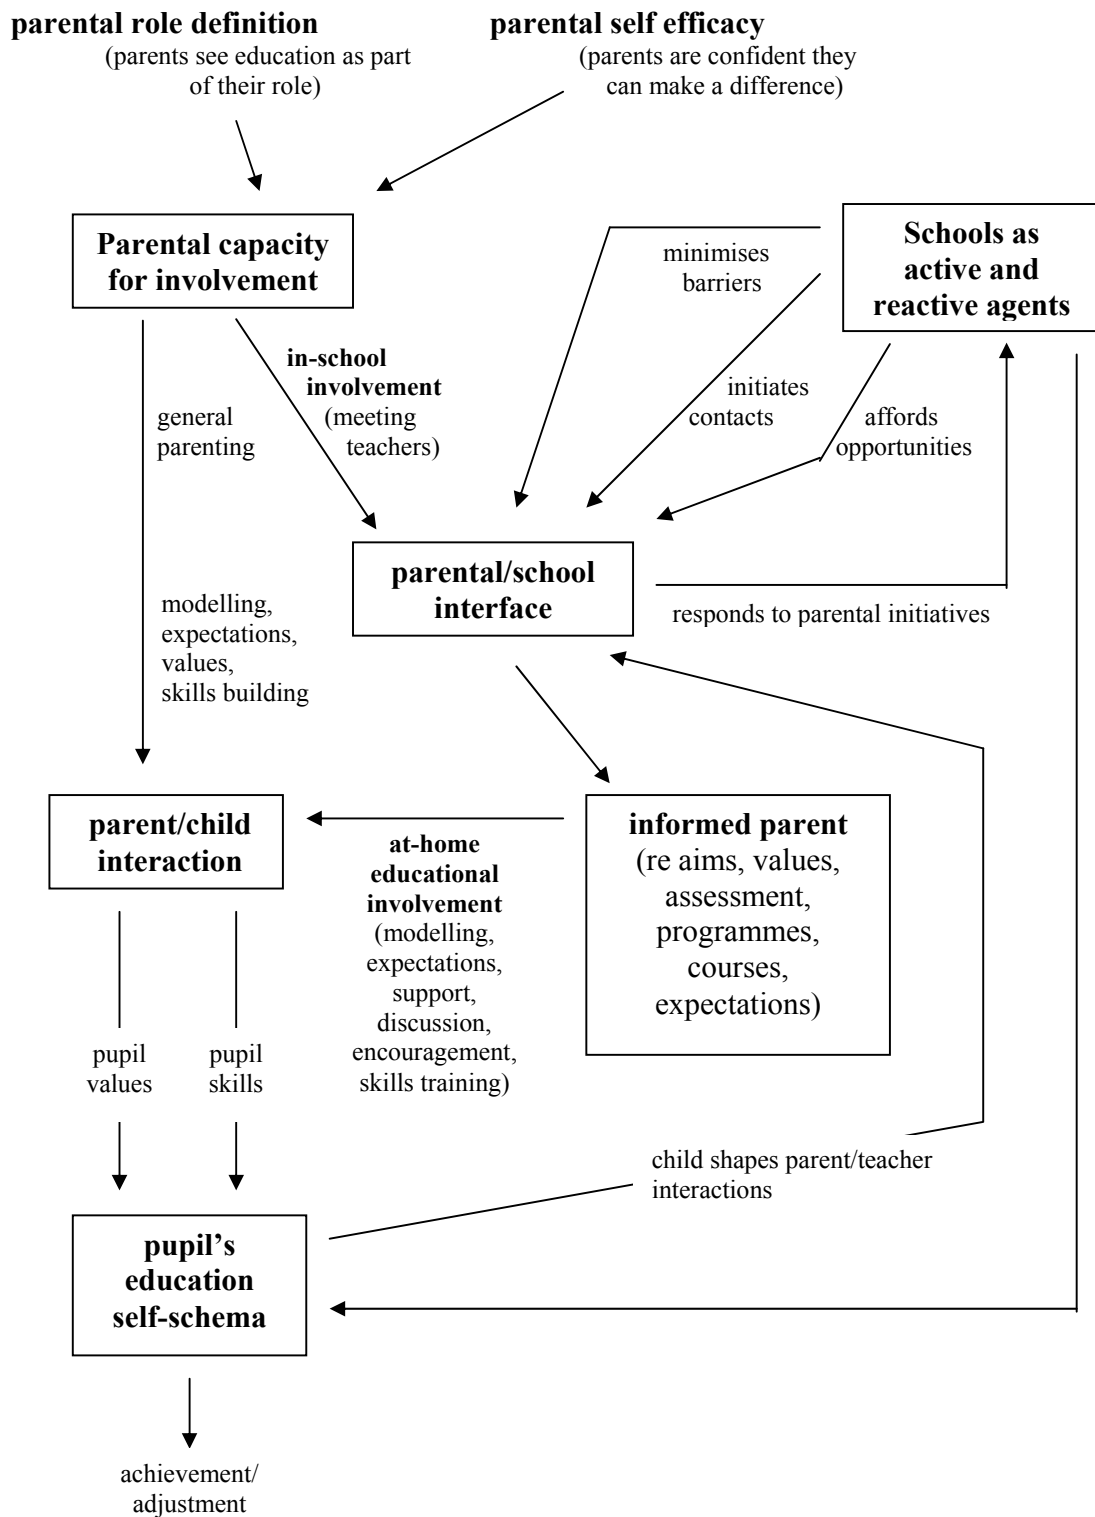 parental role definition
(parents see education as part
of their role)
parental self efficacy
(parents are confident they
can make a difference)
Parental capacity
for involvement
Schools as
active and
reactive agents
minimises
barriers
in-school
involvement
(meeting
teachers)
general
parenting
initiates
contacts
affords
opportunities
parental/school
interface
responds to parental initiatives
modelling,
expectations,
values,
skills building
parent/child
interaction
at-home
educational
involvement
(modelling,
expectations,
support,
discussion,
encouragement,
skills training)
informed parent
(re aims, values,
assessment,
programmes,
courses,
expectations)
pupil
values
pupil
skills
child shapes parent/teacher
interactions
pupil’s
education
self-schema
achievement/
adjustment